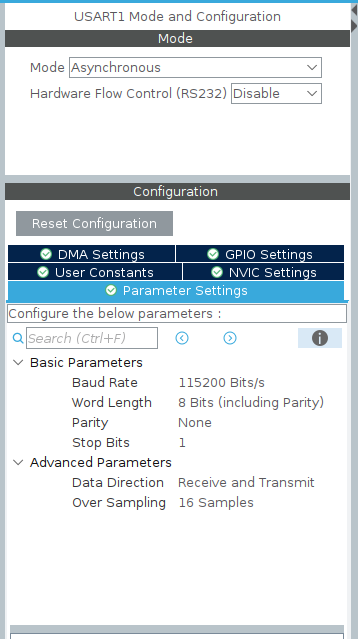 USART1 Mode and Configuration
Mode
Mode Asynchronous
Hardware Flow Control (RS232) Disable
Configuration
Reset Configuration
DMA Settings GPIO Settings
User Constants NVIC Settings
Parameter Settings
Configure the below parameters :
Search (Ctrl+F)
Basic Parameters
Baud Rate 115200 Bits/s
Word Length 8 Bits (including Parity)
Parity None
Stop Bits 1
Advanced Parameters
Data Direction Receive and Transmit
Over Sampling 16 Samples